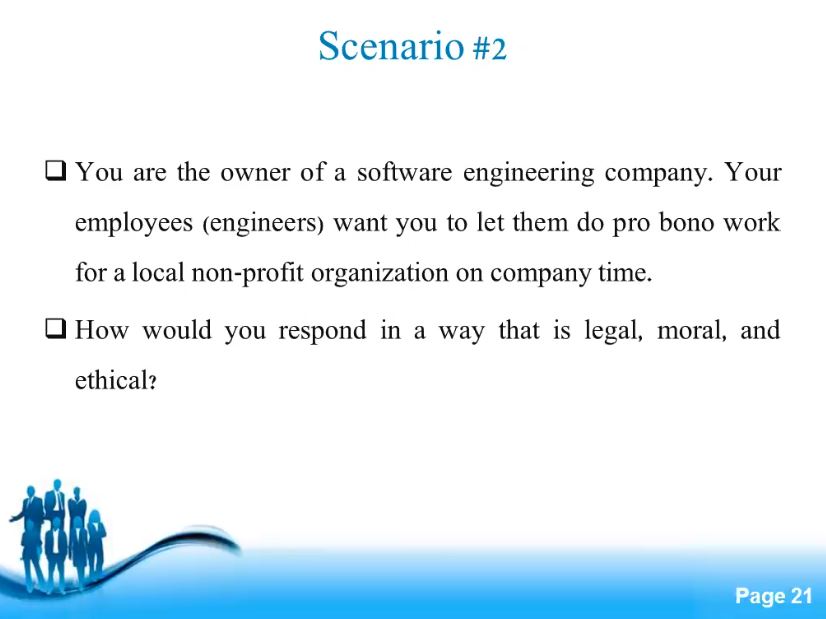 Scenario #2
❑ You are the owner of a software engineering company. Your
employees (engineers) want you to let them do pro bono work
for a local non-profit organization on company time.
❑ How would you respond in a way that is legal, moral, and
ethical?
Page 21